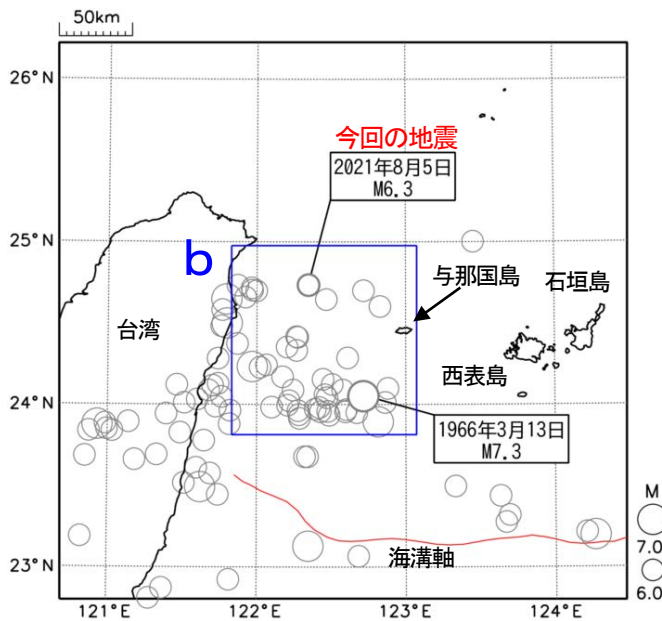 50km
26°N
今回の地震
2021年8月5日
M6.3
25°N
b
与那国島
石垣島
台湾
西表島
24°N
1966年3月13日
M7.3
M
7.0
6.0
23°N
海溝軸
121°E
122°E
123°E
124°E